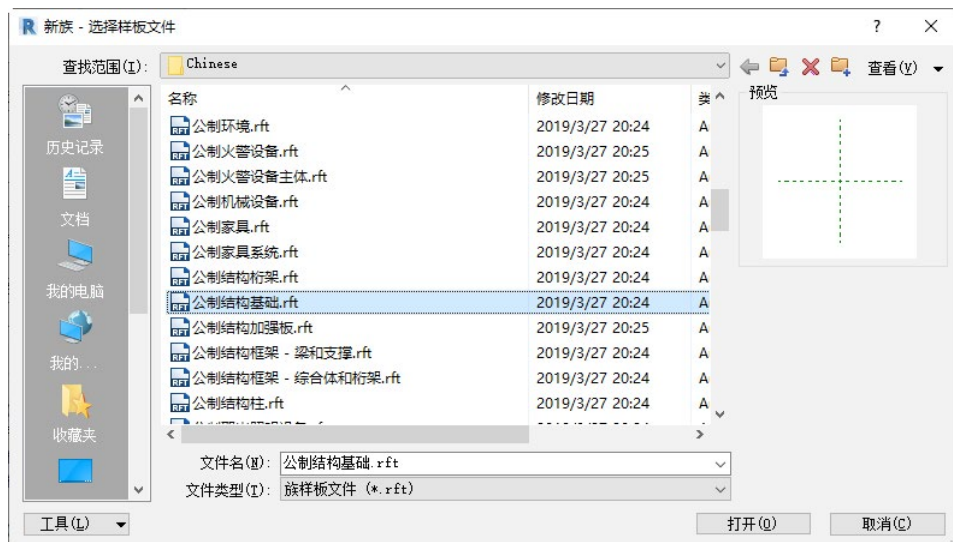 新族 - 选择样板文件
查找范围(I):
Chinese
查看(V)
历史记录
文档
我的电脑
我的...
收藏夹
名称
修改日期
类
公制环境.rft 2019/3/27 20:24 A
公制火警设备.rft 2019/3/27 20:25 A
公制火警设备主体.rft 2019/3/27 20:25 A
公制机械设备.rft 2019/3/27 20:24 A
公制家具.rft 2019/3/27 20:24 A
公制家具系统.rft 2019/3/27 20:24 A
公制结构桁架.rft 2019/3/27 20:24 A
公制结构基础.rft 2019/3/27 20:24 A
公制结构加强板.rft 2019/3/27 20:25 A
公制结构框架 - 梁和支撑.rft 2019/3/27 20:24 A
公制结构框架 - 综合体和桁架.rft 2019/3/27 20:24 A
公制结构柱.rft 2019/3/27 20:24 A
预览
文件名(N): 公制结构基础.rft
文件类型(T): 族样板文件 (*.rft)
工具(L)
打开(O)
取消(C)